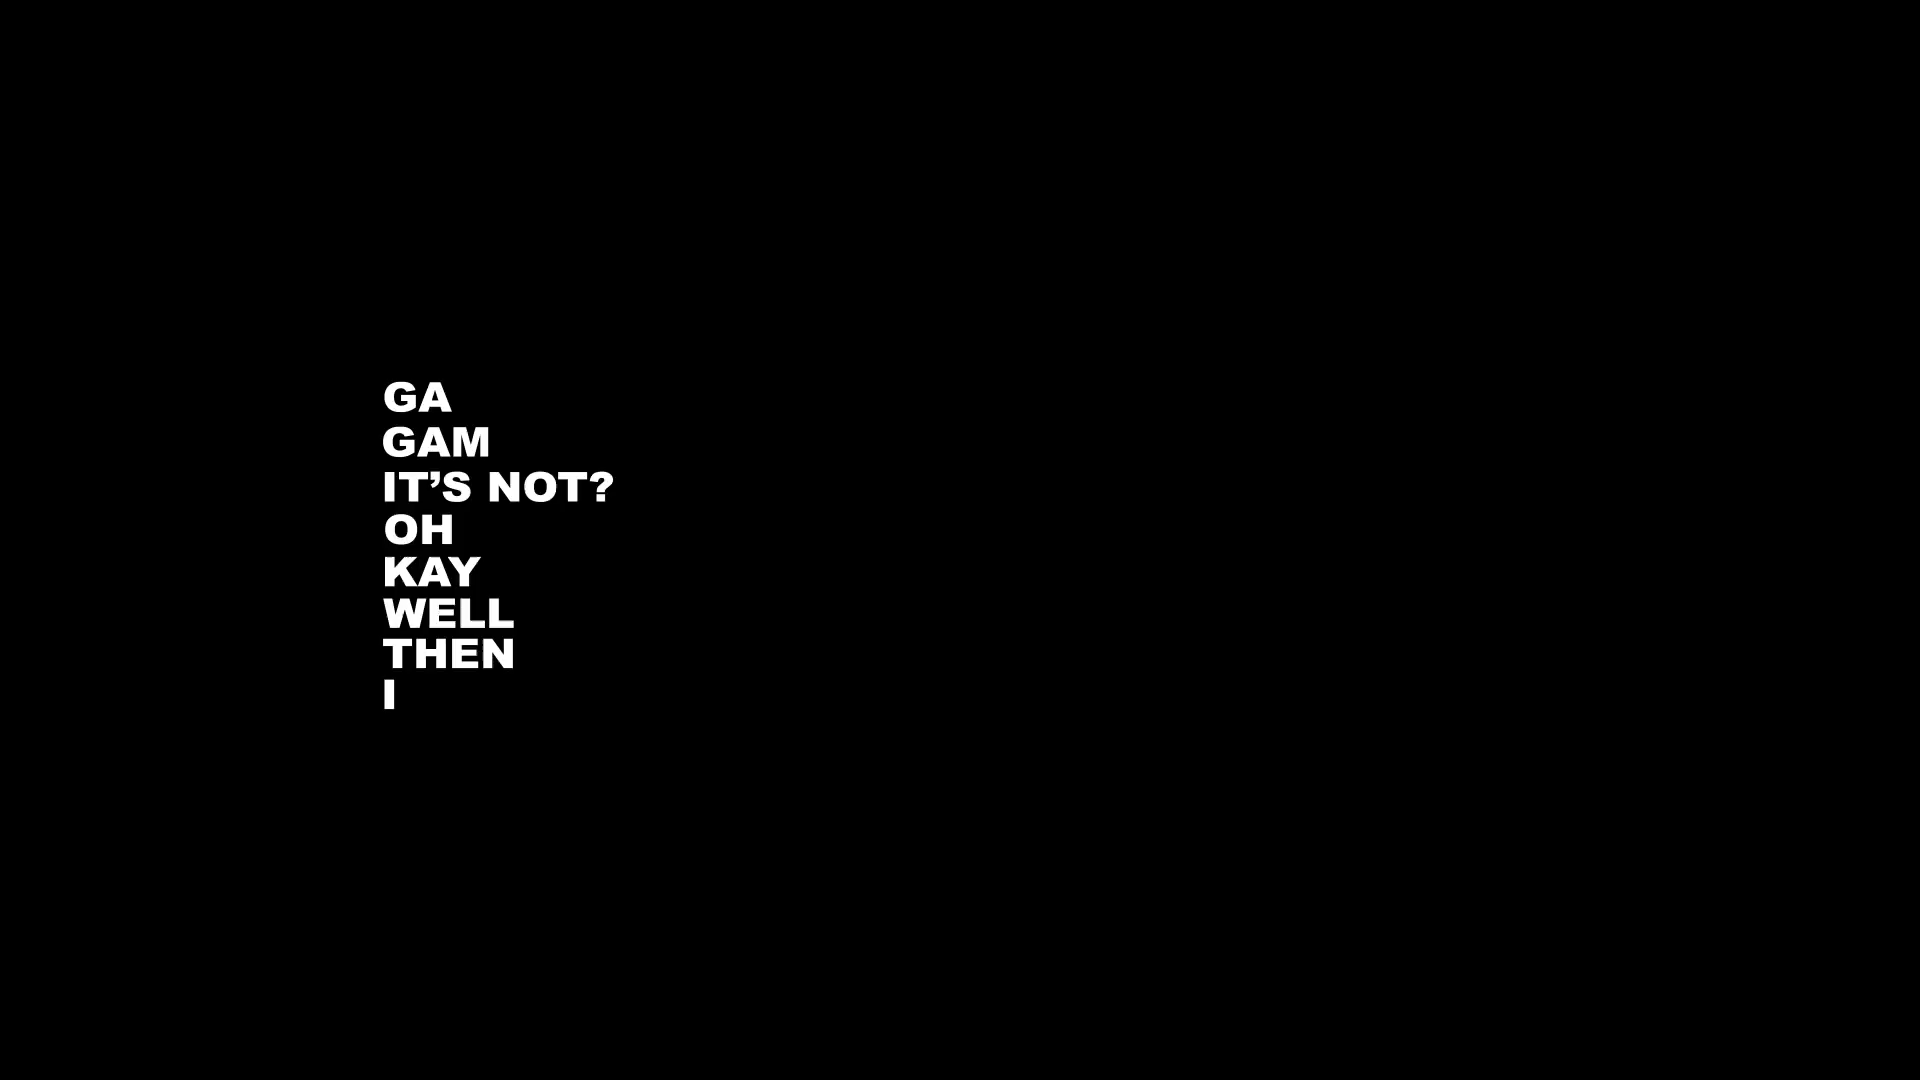 GA
GAM
IT’S NOT?
OH
KAY
WELL
THEN
I